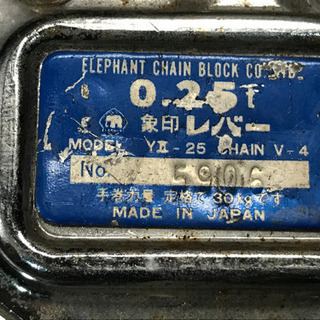 ELEPHANT CHAIN BLOCK CO. LTD.
0.25t
象印レバー
MODEL YII-25 CHAIN V-4
No. 59106
手巻力量 定格で30kgです
MADE IN JAPAN